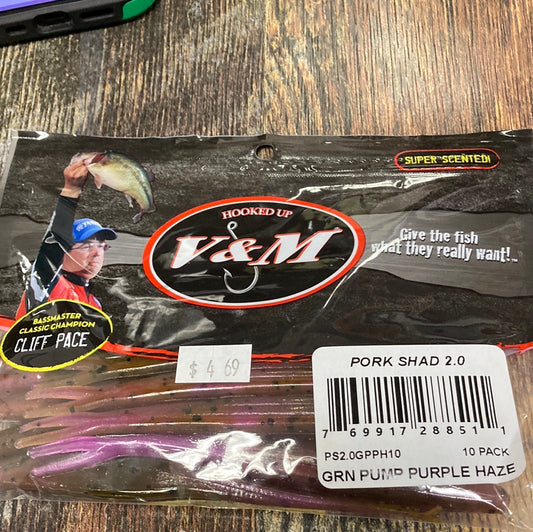 SUPER SCENTED!
HOOKED UP
V&M
Give the fish
what they really want!
BASSMASTER
CLASSIC CHAMPION
CLIFF PACE
$ 4 69
PORK SHAD 2.0
7 69917 28851 1
PS2.0GPPH10 10 PACK
GRN PUMP PURPLE HAZE